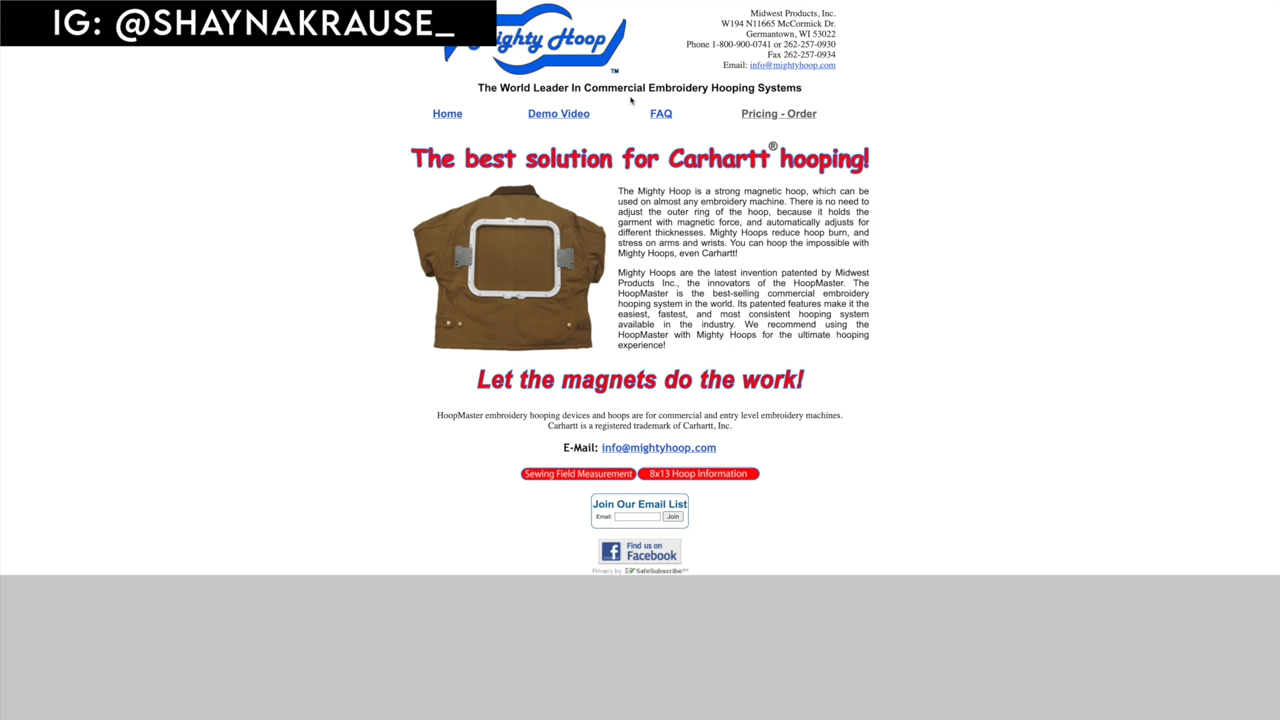 IG: @SHAYNAKRAUSE_
Mighty Hoop
TM
Midwest Products, Inc.
W194 N11665 McCormick Dr.
Germantown, WI 53022
Phone 1-800-900-0741 or 262-257-0930
Fax 262-257-0934
Email: info@mightyhoop.com
The World Leader In Commercial Embroidery Hooping Systems
Home Demo Video FAQ Pricing - Order
The best solution for Carhartt® hooping!
The Mighty Hoop is a strong magnetic hoop, which can be
used on almost any embroidery machine. There is no need to
adjust the outer ring of the hoop, because it holds the
garment with magnetic force, and automatically adjusts for
different thicknesses. Mighty Hoops reduce hoop burn, and
stress on arms and wrists. You can hoop the impossible with
Mighty Hoops, even Carhartt!
Mighty Hoops are the latest invention patented by Midwest
Products Inc., the innovators of the HoopMaster. The
HoopMaster is the best-selling commercial embroidery
hooping system in the world. Its patented features make it the
easiest, fastest, and most consistent hooping system
available in the industry. We recommend using the
HoopMaster with Mighty Hoops for the ultimate hooping
experience!
Let the magnets do the work!
HoopMaster embroidery hooping devices and hoops are for commercial and entry level embroidery machines.
Carhartt is a registered trademark of Carhartt, Inc.
E-Mail: info@mightyhoop.com
Sewing Field Measurement 8x13 Hoop Information
Join Our Email List
Email: Join
Find us on
Facebook
Privacy by SafeSubscribe℠